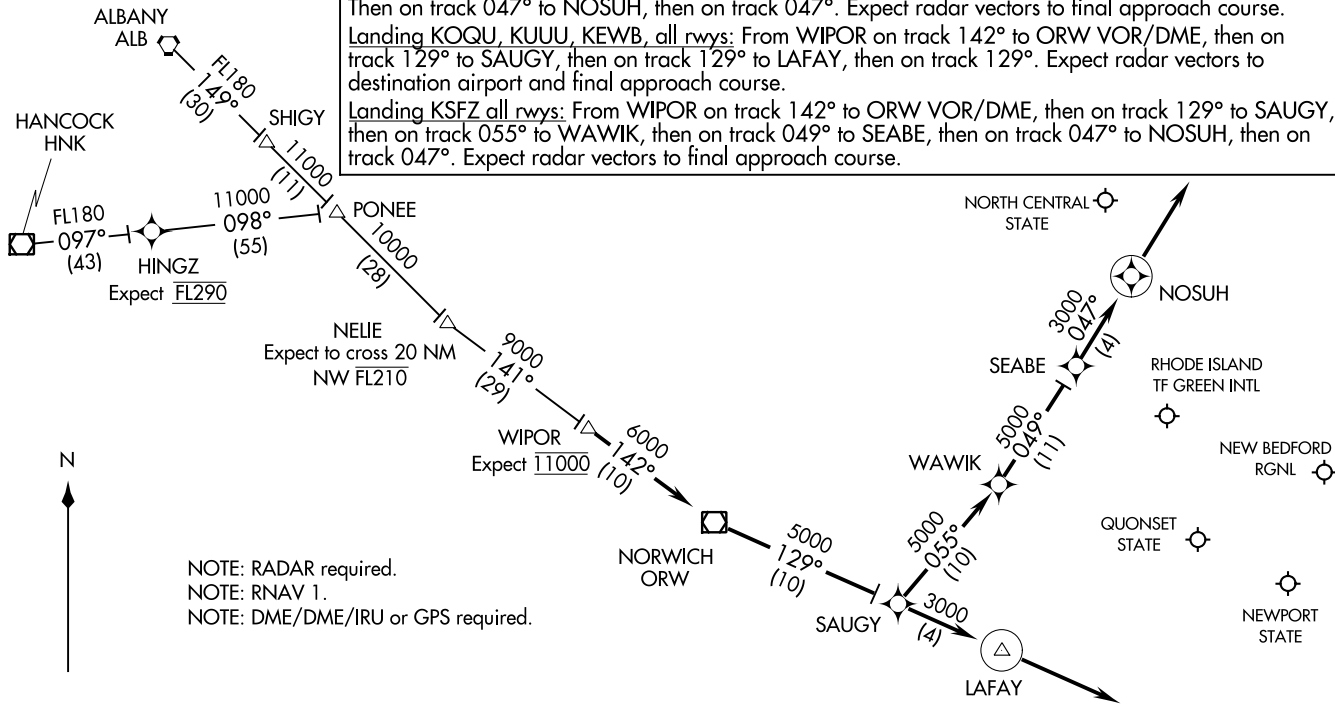 Then on track 047° to NOSUH, then on track 047°. Expect radar vectors to final approach course.
Landing KOQU, KUUU, KEWB, all rwys: From WIPOR on track 142° to ORW VOR/DME, then on
track 129° to SAUGY, then on track 129° to LAFAY, then on track 129°. Expect radar vectors to
destination airport and final approach course.
Landing KSFZ all rwys: From WIPOR on track 142° to ORW VOR/DME, then on track 129° to SAUGY,
then on track 055° to WAWIK, then on track 049° to SEABE, then on track 047° to NOSUH, then on
track 047°. Expect radar vectors to final approach course.
ALBANY
ALB
FL180
149°
(30)
SHIGY
HANCOCK
HNK
11000
(11)
FL180
097°
(43)
11000
098°
(55)
PONEE
HINGZ
Expect FL290
10000
(28)
NELIE
Expect to cross 20 NM
NW FL210
9000
141°
(29)
WIPOR
Expect 11000
6000
142°
(10)
NORWICH
ORW
5000
129°
(10)
SAUGY
3000
(4)
LAFAY
5000
055°
(10)
WAWIK
5000
049°
(11)
SEABE
3000
047°
(4)
NOSUH
NORTH CENTRAL
STATE
RHODE ISLAND
TF GREEN INTL
NEW BEDFORD
RGNL
QUONSET
STATE
NEWPORT
STATE
N
NOTE: RADAR required.
NOTE: RNAV 1.
NOTE: DME/DME/IRU or GPS required.